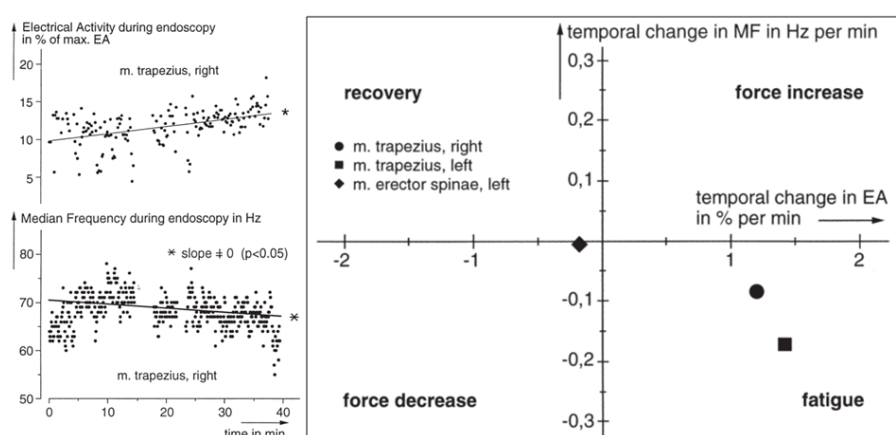 Electrical Activity during endoscopy
in % of max. EA
20
15
10
5
m. trapezius, right
*
Median Frequency during endoscopy in Hz
80
70
60
50
* slope ≠ 0 (p<0.05)
*
m. trapezius, right
0 10 20 30 40
time in min
temporal change in MF in Hz per min
0,3
0,2
0,1
-0,1
-0,2
-0,3
recovery
force increase
m. trapezius, right
m. trapezius, left
m. erector spinae, left
temporal change in EA
in % per min
-2 -1 1 2
force decrease
fatigue